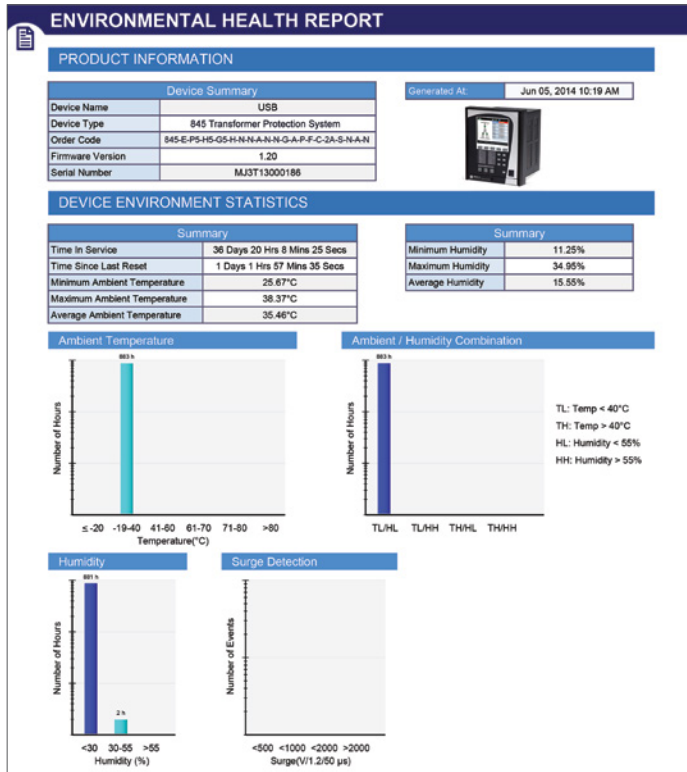 ENVIRONMENTAL HEALTH REPORT
PRODUCT INFORMATION
Device Summary
Device Name USB
Device Type 845 Transformer Protection System
Order Code 845-E-P5-H5-G5-H-N-N-A-N-N-G-A-P-F-C-2A-S-N-A-N
Firmware Version 1.20
Serial Number MJ3T13000186
Generated At: Jun 05, 2014 10:19 AM
DEVICE ENVIRONMENT STATISTICS
Summary
Time In Service 36 Days 20 Hrs 8 Mins 25 Secs
Time Since Last Reset 1 Days 1 Hrs 57 Mins 35 Secs
Minimum Ambient Temperature 25.67°C
Maximum Ambient Temperature 38.37°C
Average Ambient Temperature 35.46°C
Summary
Minimum Humidity 11.25%
Maximum Humidity 34.95%
Average Humidity 15.55%
Ambient Temperature
883 h
Number of Hours
≤ -20 -19-40 41-60 61-70 71-80 >80
Temperature(°C)
Ambient / Humidity Combination
883 h
Number of Hours
TL/HL TL/HH TH/HL TH/HH
TL: Temp < 40°C
TH: Temp > 40°C
HL: Humidity < 55%
HH: Humidity > 55%
Humidity
881 h
2 h
Number of Hours
<30 30-55 >55
Humidity (%)
Surge Detection
Number of Events
<500 <1000 <2000 >2000
Surge(V/1.2/50 µs)